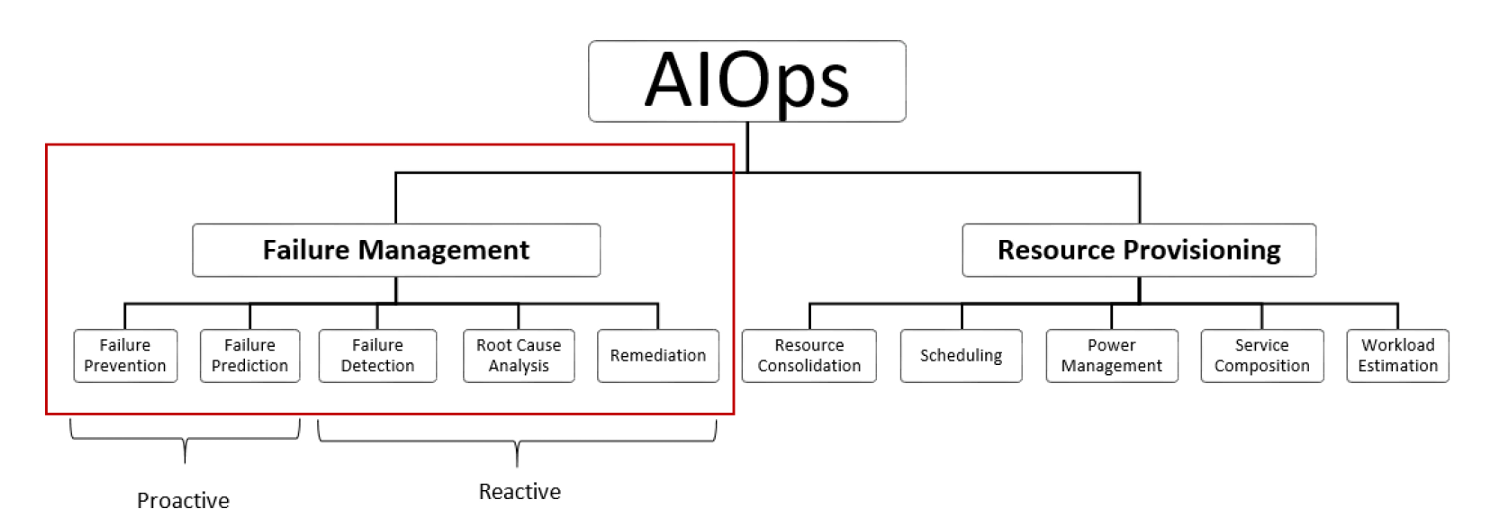 AIOps
Failure Management
Resource Provisioning
Failure
Prevention
Failure
Prediction
Failure
Detection
Root Cause
Analysis
Remediation
Resource
Consolidation
Scheduling
Power
Management
Service
Composition
Workload
Estimation
Proactive
Reactive